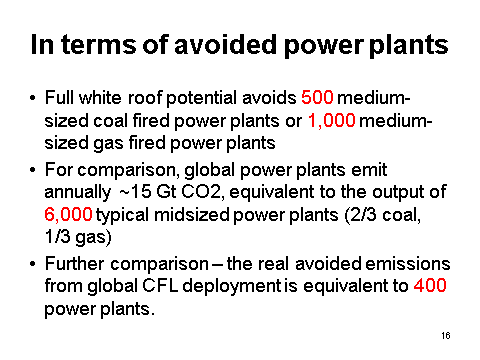 In terms of avoided power plants
• Full white roof potential avoids 500 medium-
sized coal fired power plants or 1,000 medium-
sized gas fired power plants
• For comparison, global power plants emit
annually ~15 Gt CO2, equivalent to the output of
6,000 typical midsized power plants (2/3 coal,
1/3 gas)
• Further comparison – the real avoided emissions
from global CFL deployment is equivalent to 400
power plants.
16